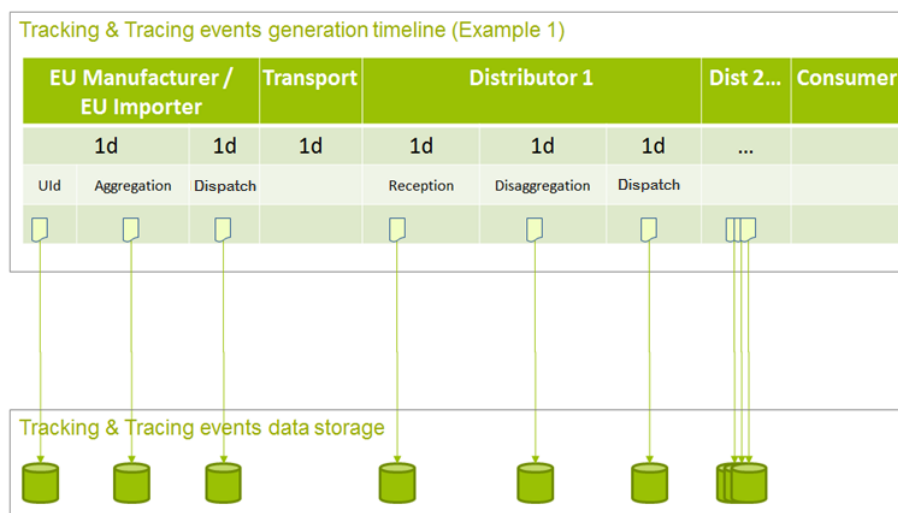 Tracking & Tracing events generation timeline (Example 1)
EU Manufacturer / EU Importer Transport Distributor 1 Dist 2... Consumer
1d 1d 1d 1d 1d 1d ...
UId Aggregation Dispatch Reception Disaggregation Dispatch
Tracking & Tracing events data storage